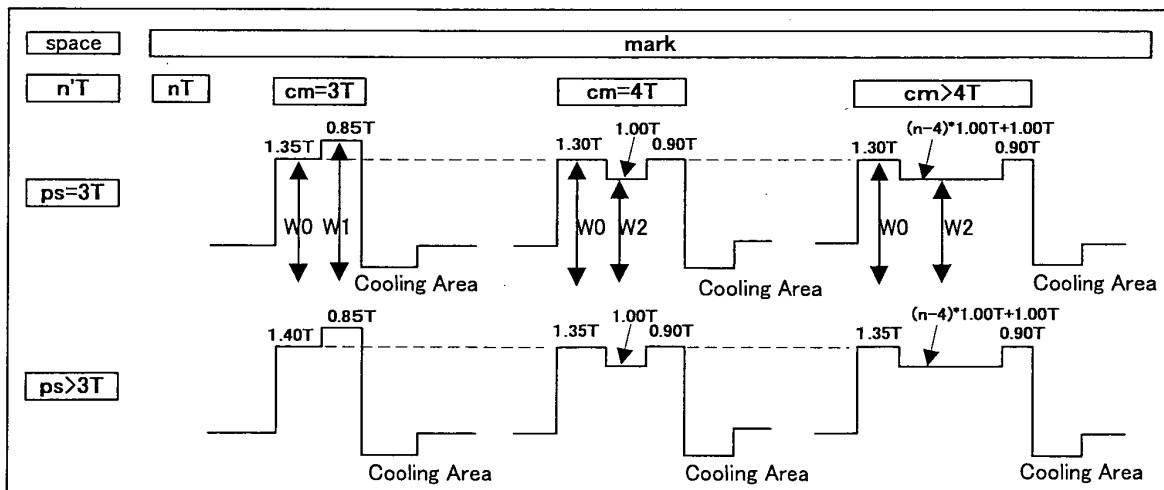 space mark
n'T nT cm=3T cm=4T cm>4T
0.85T 1.00T (n-4)*1.00T+1.00T
1.35T 1.30T 0.90T 1.30T 0.90T
ps=3T
W0 W1 W0 W2 W0 W2
Cooling Area Cooling Area Cooling Area
0.85T 1.00T (n-4)*1.00T+1.00T
1.40T 1.35T 0.90T 1.35T 0.90T
ps>3T
Cooling Area Cooling Area Cooling Area